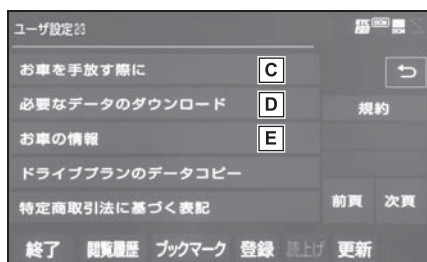 ユーザ設定2/3
お車を手放す際に C
必要なデータのダウンロード D
規約
お車の情報 E
ドライブプランのデータコピー
特定商取引法に基づく表記
前頁 次頁
終了 閲覧履歴 ブックマーク 登録 読上げ 更新